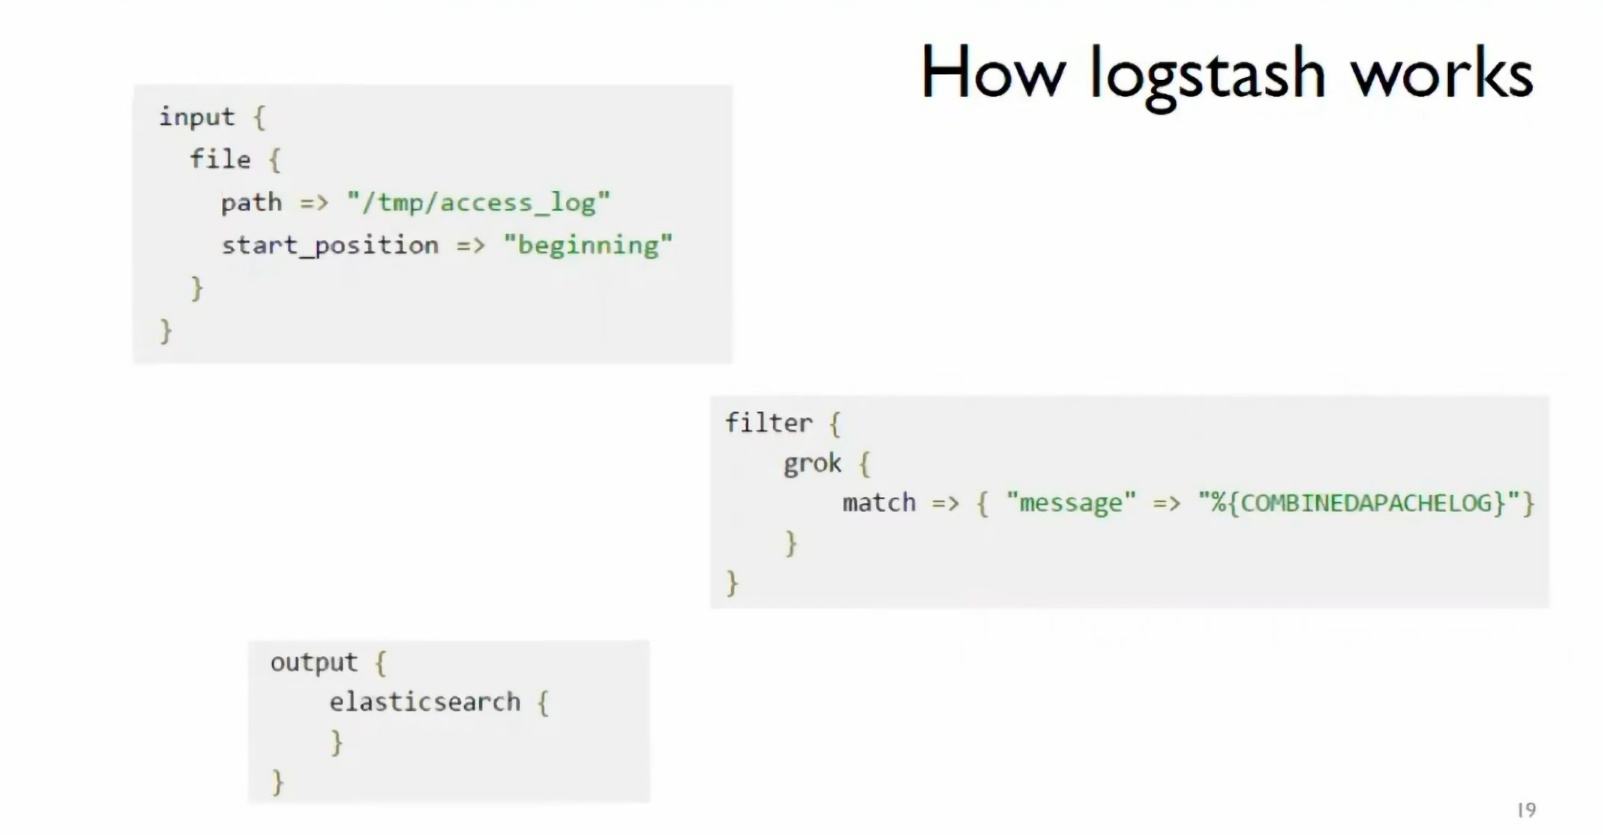 How logstash works
input {
  file {
    path => "/tmp/access_log"
    start_position => "beginning"
  }
}
filter {
    grok {
        match => { "message" => "%{COMBINEDAPACHELOG}"}
    }
}
output {
    elasticsearch {
    }
}
19